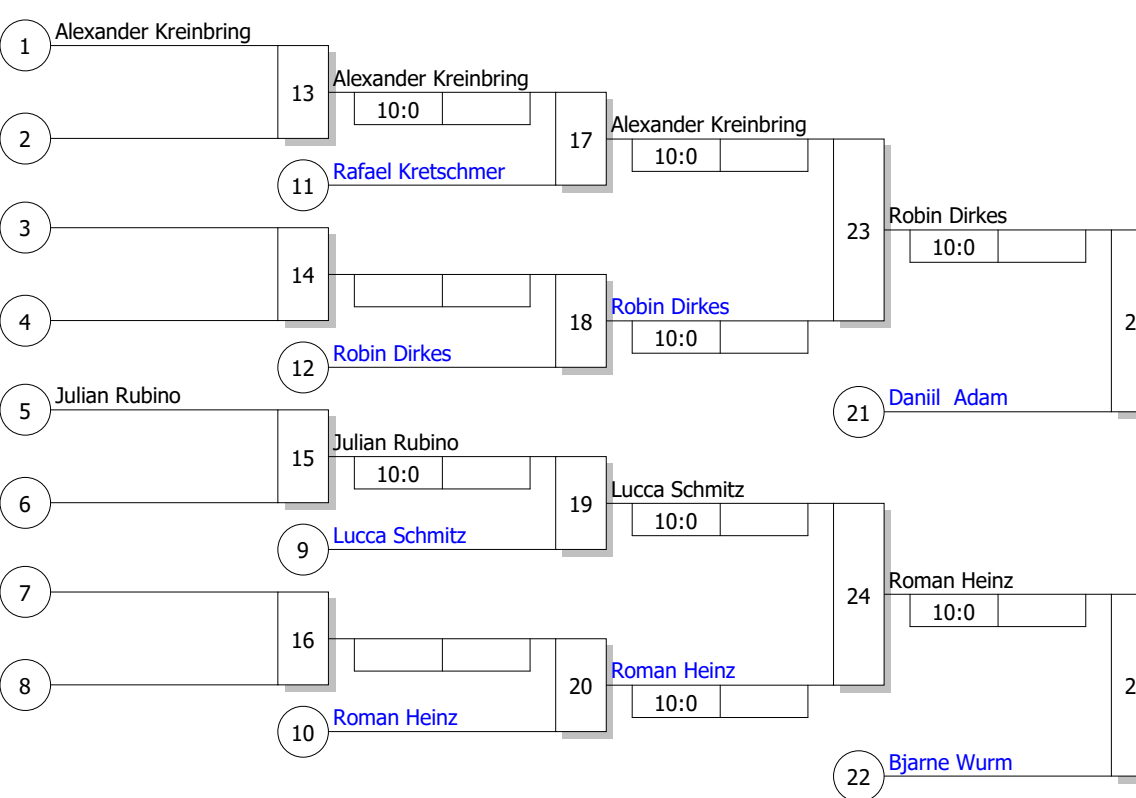 Alexander Kreinbring
1
13
Alexander Kreinbring
10:0
2
17
Alexander Kreinbring
10:0
11
Rafael Kretschmer
3
23
Robin Dirkes
10:0
14
4
18
Robin Dirkes
10:0
2
12
Robin Dirkes
5
Julian Rubino
21
Daniil  Adam
15
Julian Rubino
10:0
6
19
Lucca Schmitz
10:0
9
Lucca Schmitz
7
24
Roman Heinz
10:0
16
8
20
Roman Heinz
10:0
2
10
Roman Heinz
22
Bjarne Wurm